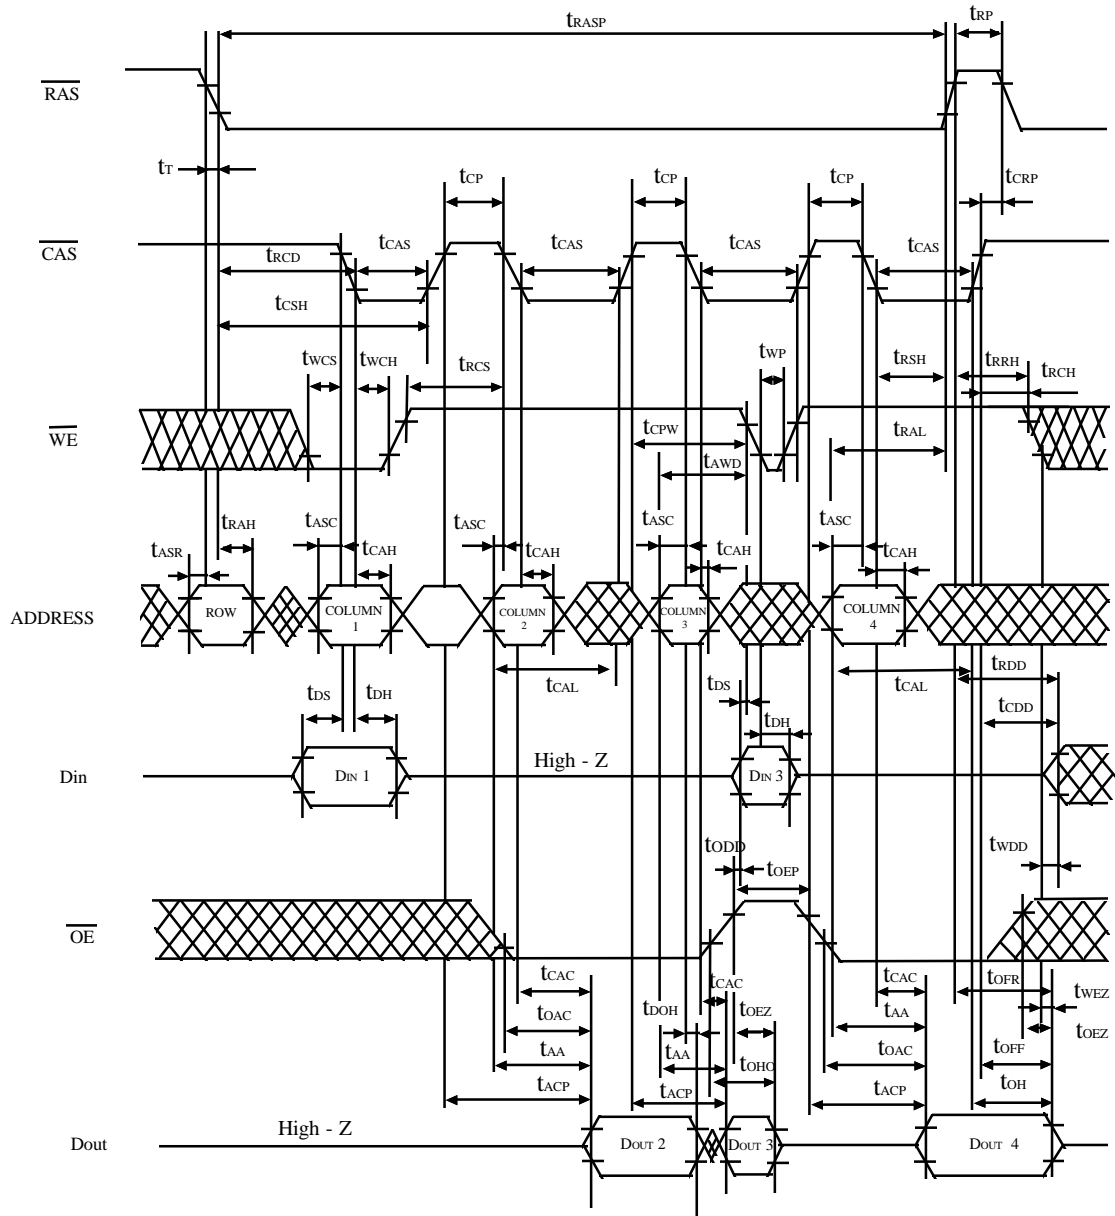 tRASP
tRP
RAS
tT
tCP
tCP
tCP
tCRP
CAS
tRCD
tCAS
tCAS
tCAS
tCAS
tCSH
tWCS
tWCH
tRCS
tWP
tRSH
tRRH
tRCH
WE
tCPW
tRAL
tAWD
tASR
tRAH
tASC
tCAH
tASC
tCAH
tASC
tCAH
tASC
tCAH
ADDRESS
ROW
COLUMN 1
COLUMN 2
COLUMN 3
COLUMN 4
tDS
tDH
tCAL
tDS
tDH
tCAL
tRDD
tCDD
Din
DIN 1
High - Z
DIN 3
tODD
tOEP
tWDD
OE
tCAC
tCAC
tCAC
tOFR
tWEZ
tOAC
tDOH
tOEZ
tAA
tOEZ
tAA
tAA
tOHO
tOAC
tOFF
tACP
tACP
tACP
tOH
Dout
High - Z
DOUT 2
DOUT 3
DOUT 4